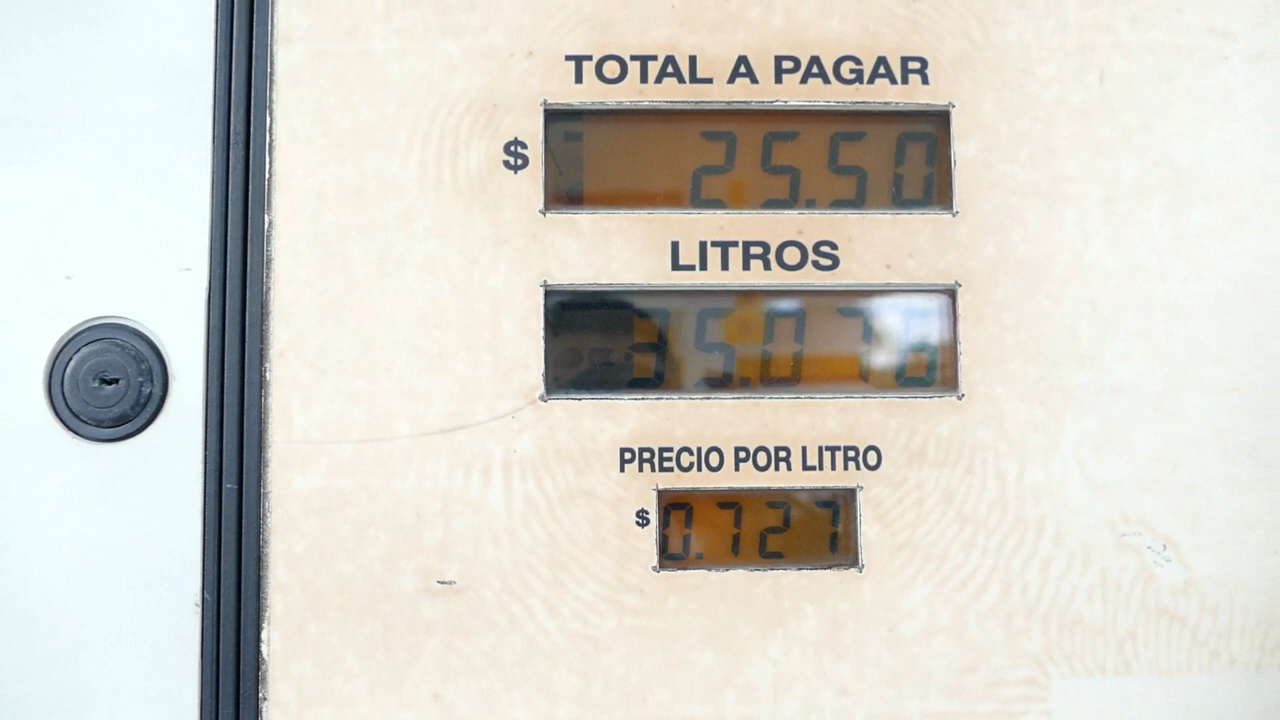 TOTAL A PAGAR
$ 25.50
LITROS
35.076
PRECIO POR LITRO
$ 0.727